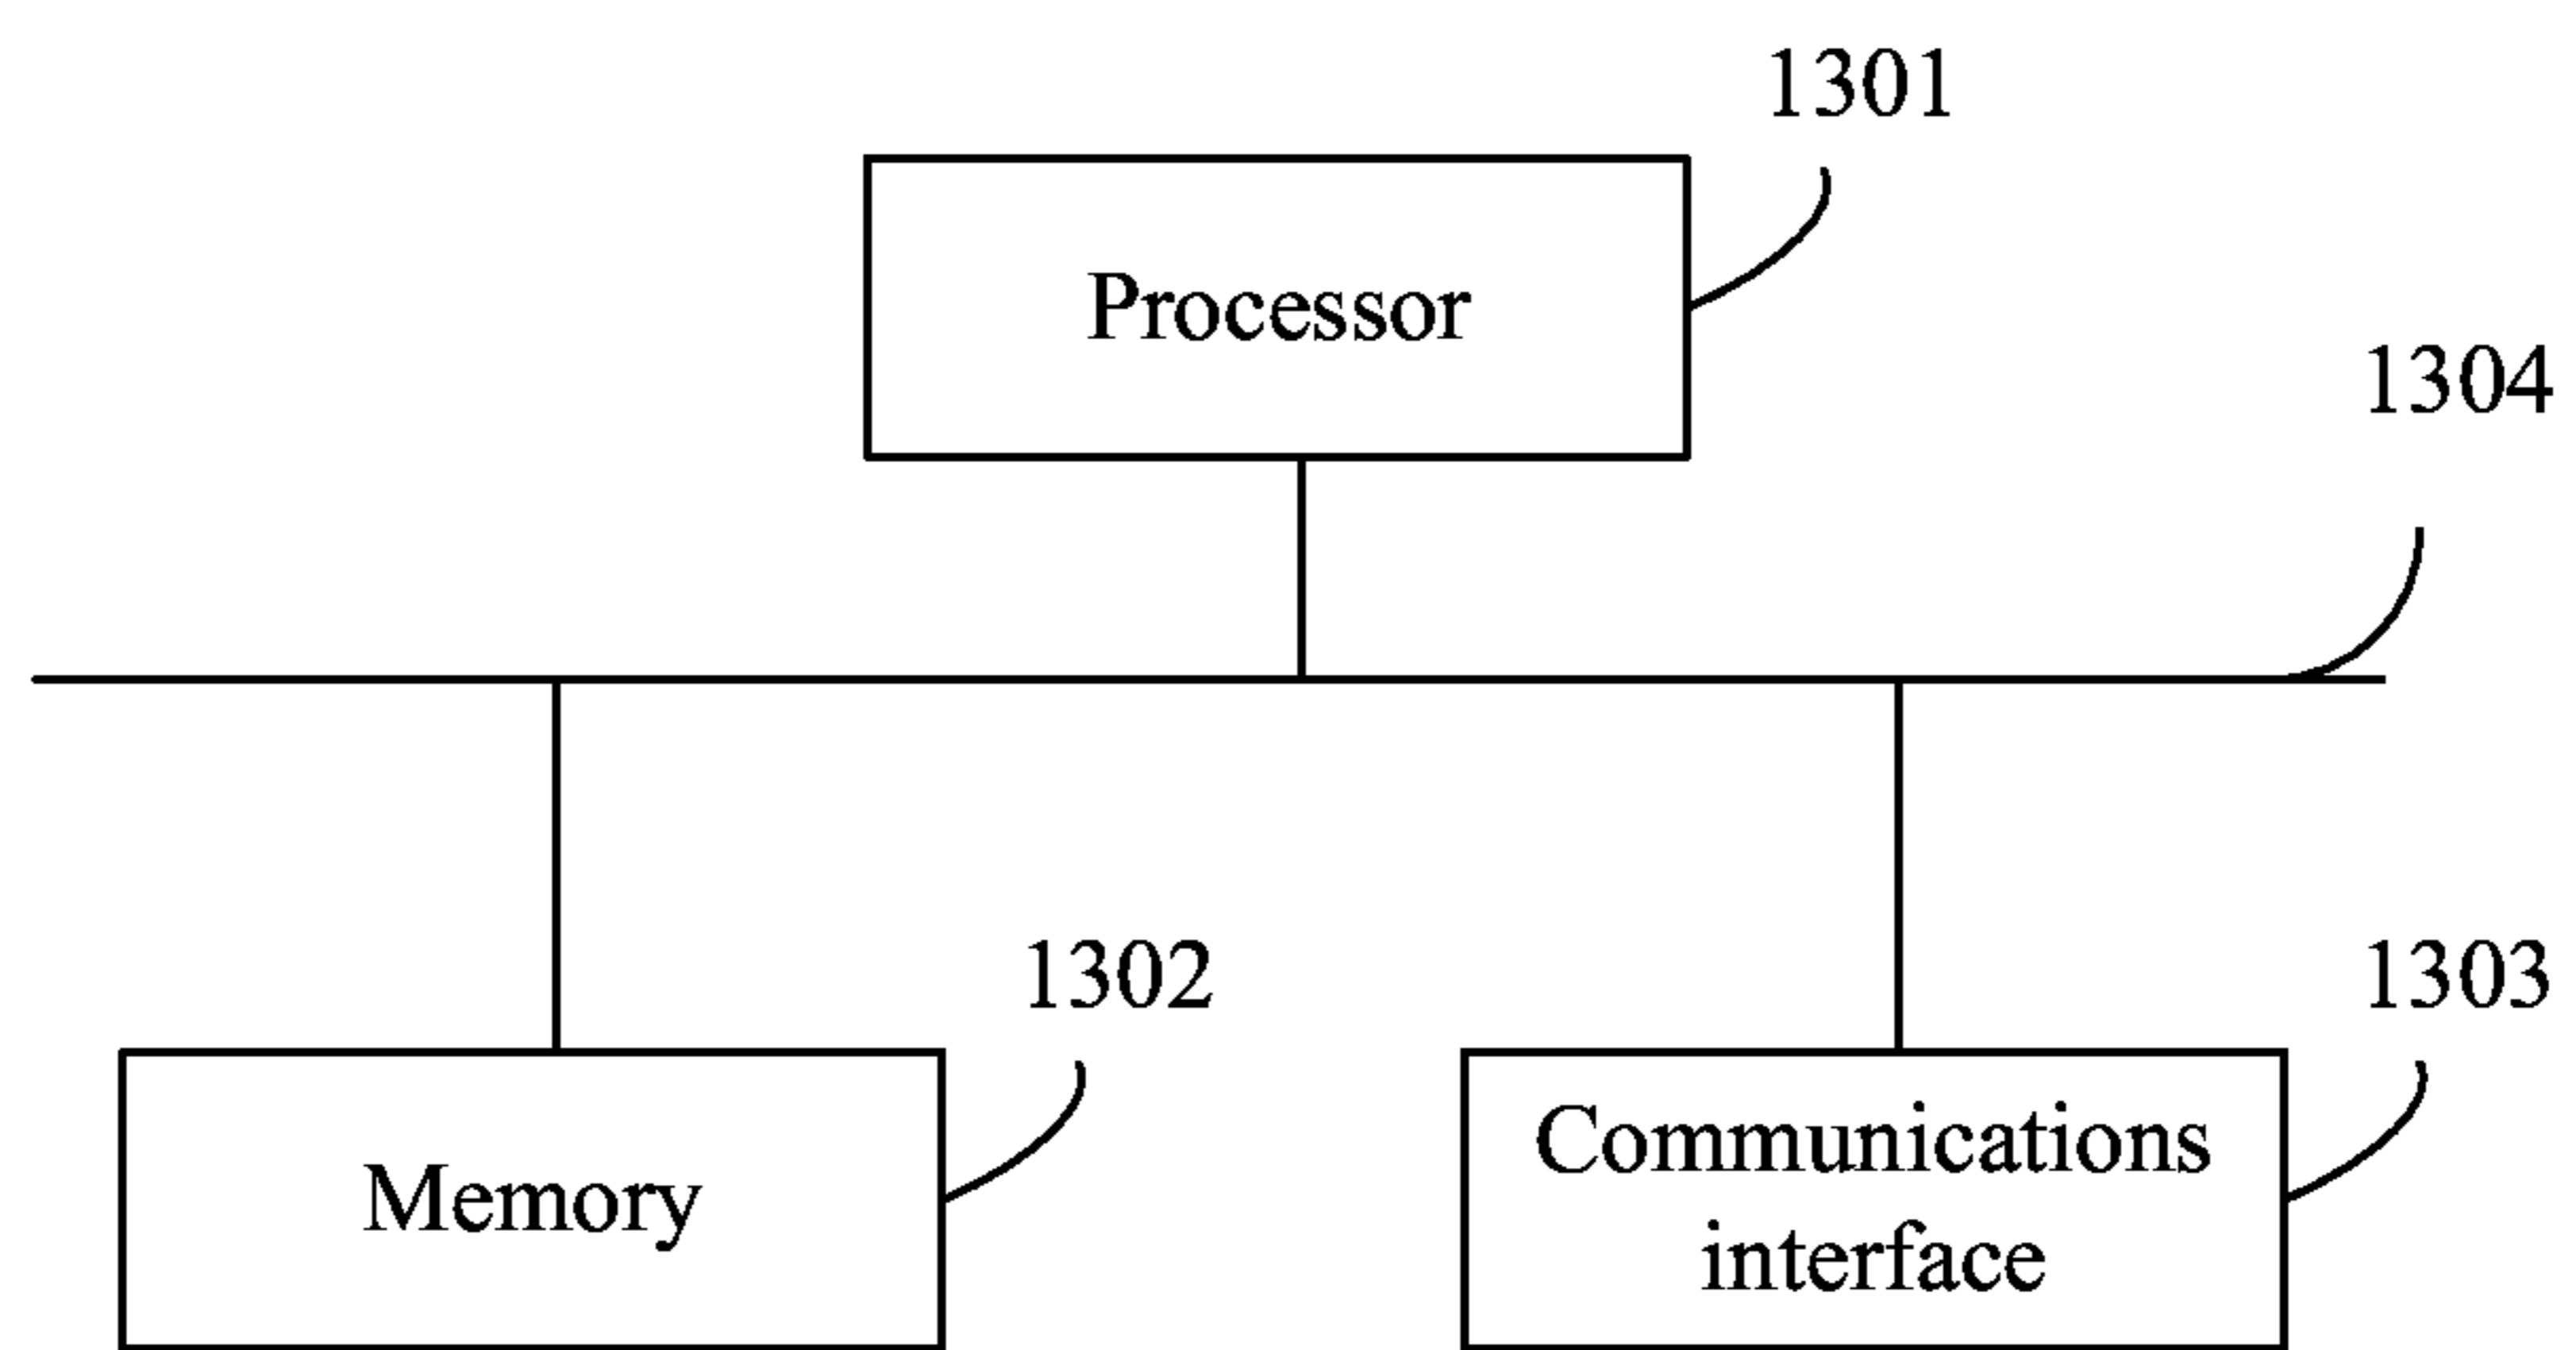 1301
Processor
1304
1302
1303
Memory
Communications
interface